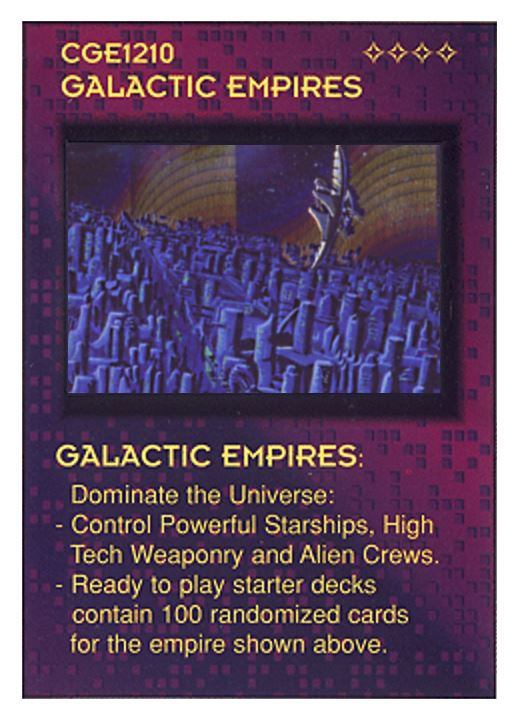 CGE1210
GALACTIC EMPIRES
GALACTIC EMPIRES:
Dominate the Universe:
- Control Powerful Starships, High
Tech Weaponry and Alien Crews.
- Ready to play starter decks
contain 100 randomized cards
for the empire shown above.